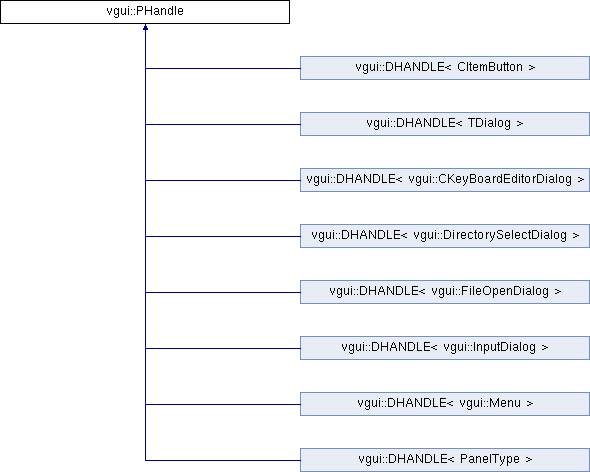 vgui::PHandle
vgui::DHANDLE< CItemButton >
vgui::DHANDLE< TDialog >
vgui::DHANDLE< vgui::CKeyBoardEditorDialog >
vgui::DHANDLE< vgui::DirectorySelectDialog >
vgui::DHANDLE< vgui::FileOpenDialog >
vgui::DHANDLE< vgui::InputDialog >
vgui::DHANDLE< vgui::Menu >
vgui::DHANDLE< PanelType >